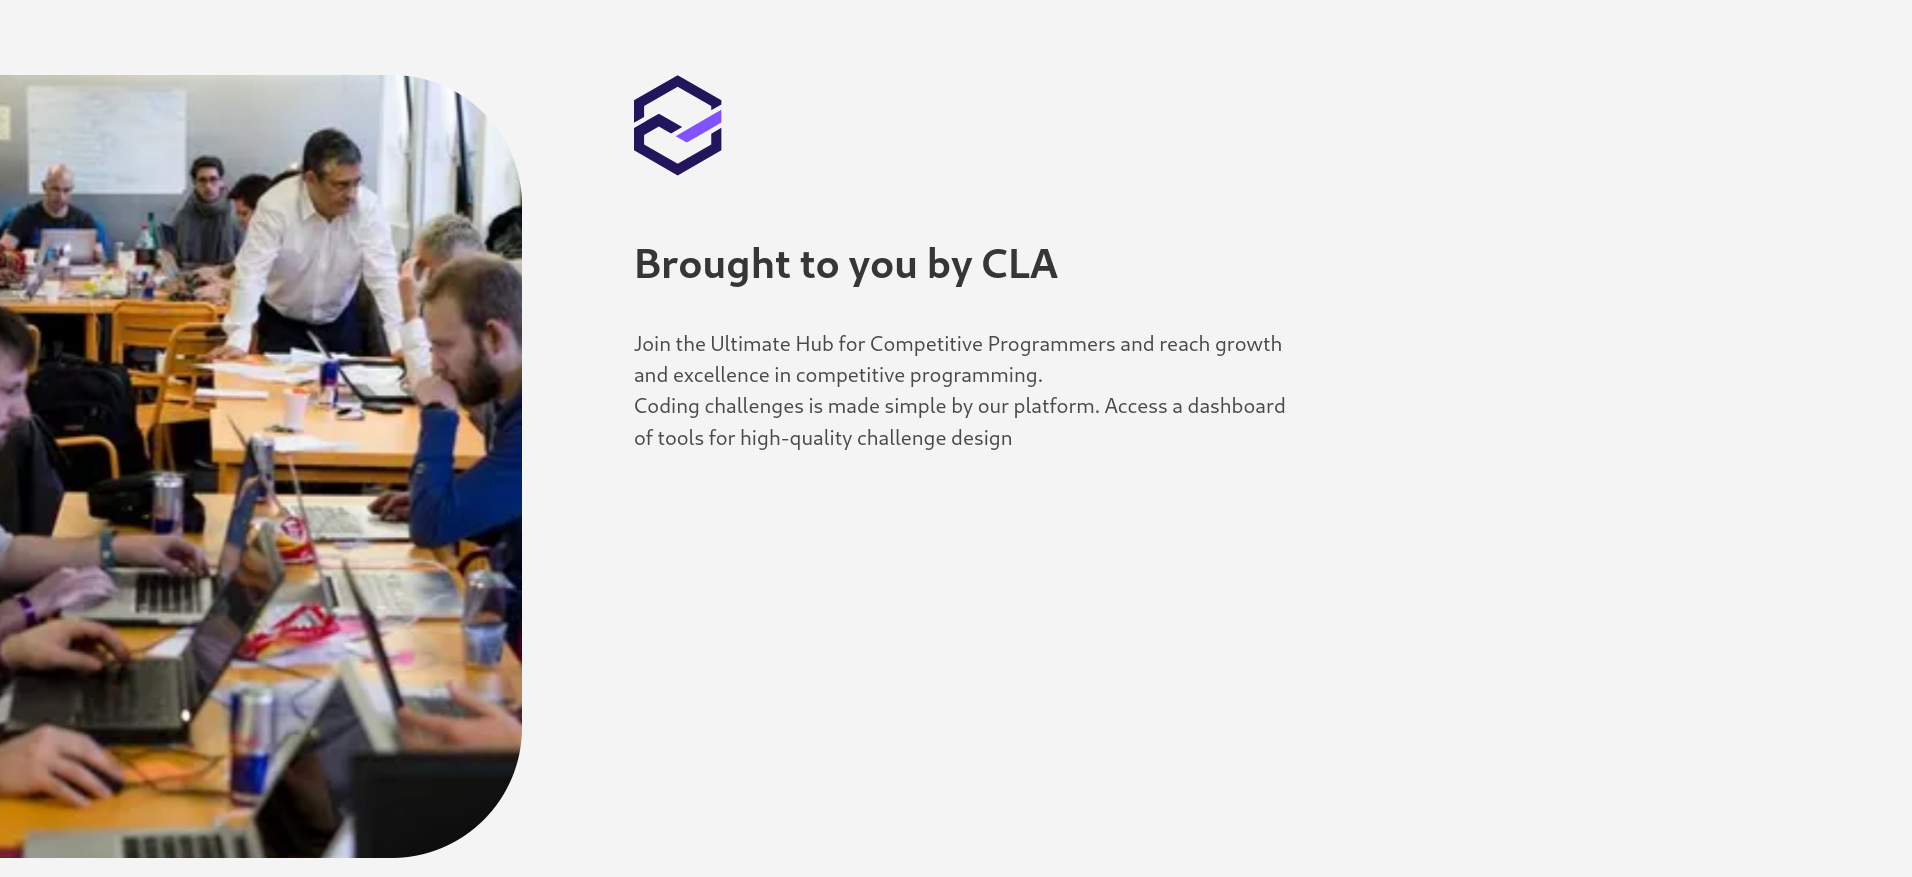 Brought to you by CLA
Join the Ultimate Hub for Competitive Programmers and reach growth
and excellence in competitive programming.
Coding challenges is made simple by our platform. Access a dashboard
of tools for high-quality challenge design